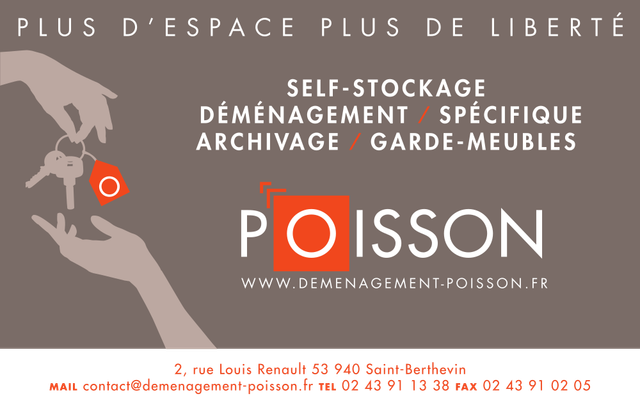 PLUS D'ESPACE PLUS DE LIBERTÉ
SELF-STOCKAGE
DÉMÉNAGEMENT / SPÉCIFIQUE
ARCHIVAGE / GARDE-MEUBLES
POISSON
WWW.DEMENAGEMENT-POISSON.FR
2, rue Louis Renault 53 940 Saint-Berthevin
MAIL contact@demenagement-poisson.fr TEL 02 43 91 13 38 FAX 02 43 91 02 05